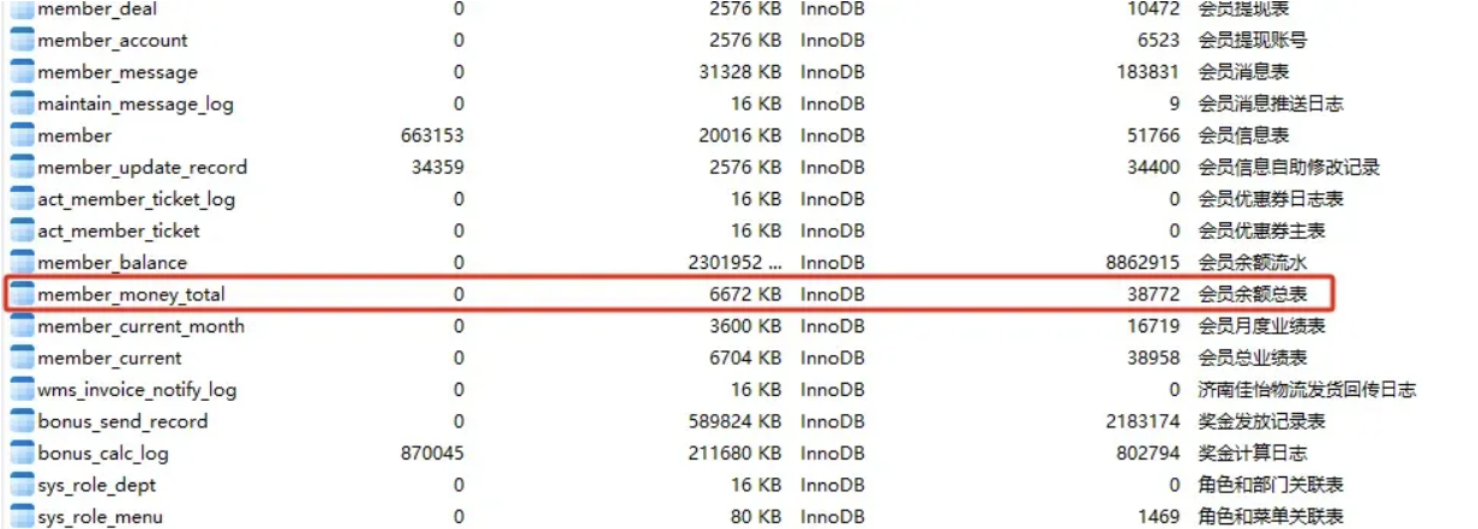 member_deal 0 2576 KB InnoDB 10472 会员提现表
member_account 0 2576 KB InnoDB 6523 会员提现账号
member_message 0 31328 KB InnoDB 183831 会员消息表
maintain_message_log 0 16 KB InnoDB 9 会员消息推送日志
member 663153 20016 KB InnoDB 51766 会员信息表
member_update_record 34359 2576 KB InnoDB 34400 会员信息自助修改记录
act_member_ticket_log 0 16 KB InnoDB 0 会员优惠券日志表
act_member_ticket 0 16 KB InnoDB 0 会员优惠券主表
member_balance 0 2301952 ... InnoDB 8862915 会员余额流水
member_money_total 0 6672 KB InnoDB 38772 会员余额总表
member_current_month 0 3600 KB InnoDB 16719 会员月度业绩表
member_current 0 6704 KB InnoDB 38958 会员总业绩表
wms_invoice_notify_log 0 16 KB InnoDB 0 济南佳怡物流发货回传日志
bonus_send_record 0 589824 KB InnoDB 2183174 奖金发放记录表
bonus_calc_log 870045 211680 KB InnoDB 802794 奖金计算日志
sys_role_dept 0 16 KB InnoDB 0 角色和部门关联表
sys_role_menu 0 80 KB InnoDB 1469 角色和菜单关联表